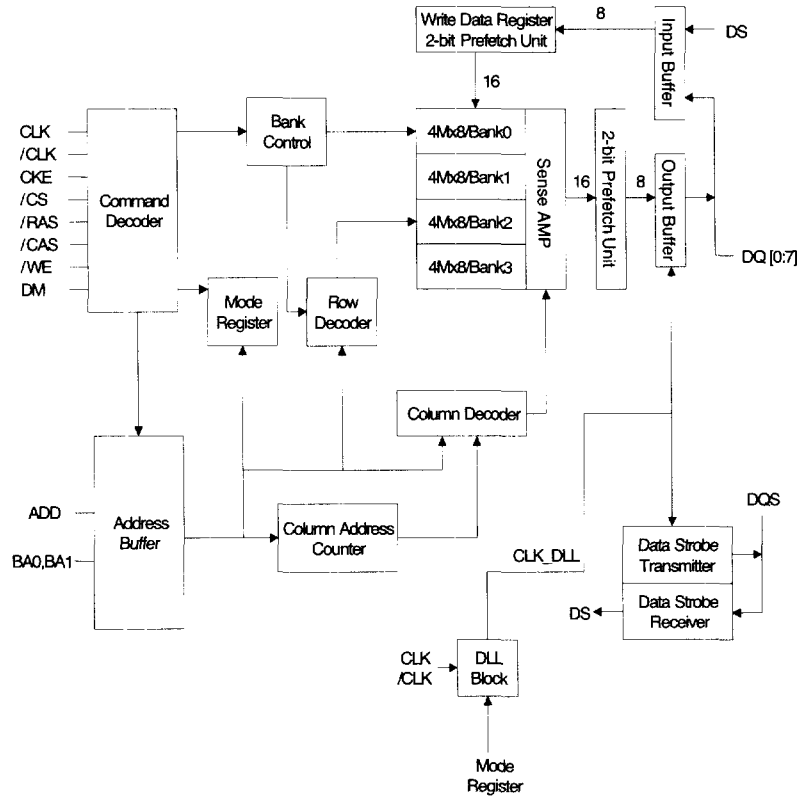 Write Data Register
2-bit Prefetch Unit
8
Input Buffer
DS
16
CLK
/CLK
CKE
/CS
/RAS
/CAS
/WE
DM
Command
Decoder
Bank
Control
4Mx8/Bank0
4Mx8/Bank1
4Mx8/Bank2
4Mx8/Bank3
Sense AMP
16
2-bit Prefetch Unit
8
Output Buffer
DQ [0:7]
Mode
Register
Row
Decoder
Column Decoder
ADD
BA0,BA1
Address
Buffer
Column Address
Counter
CLK_DLL
DQS
Data Strobe
Transmitter
Data Strobe
Receiver
DS
CLK
/CLK
DLL
Block
Mode
Register